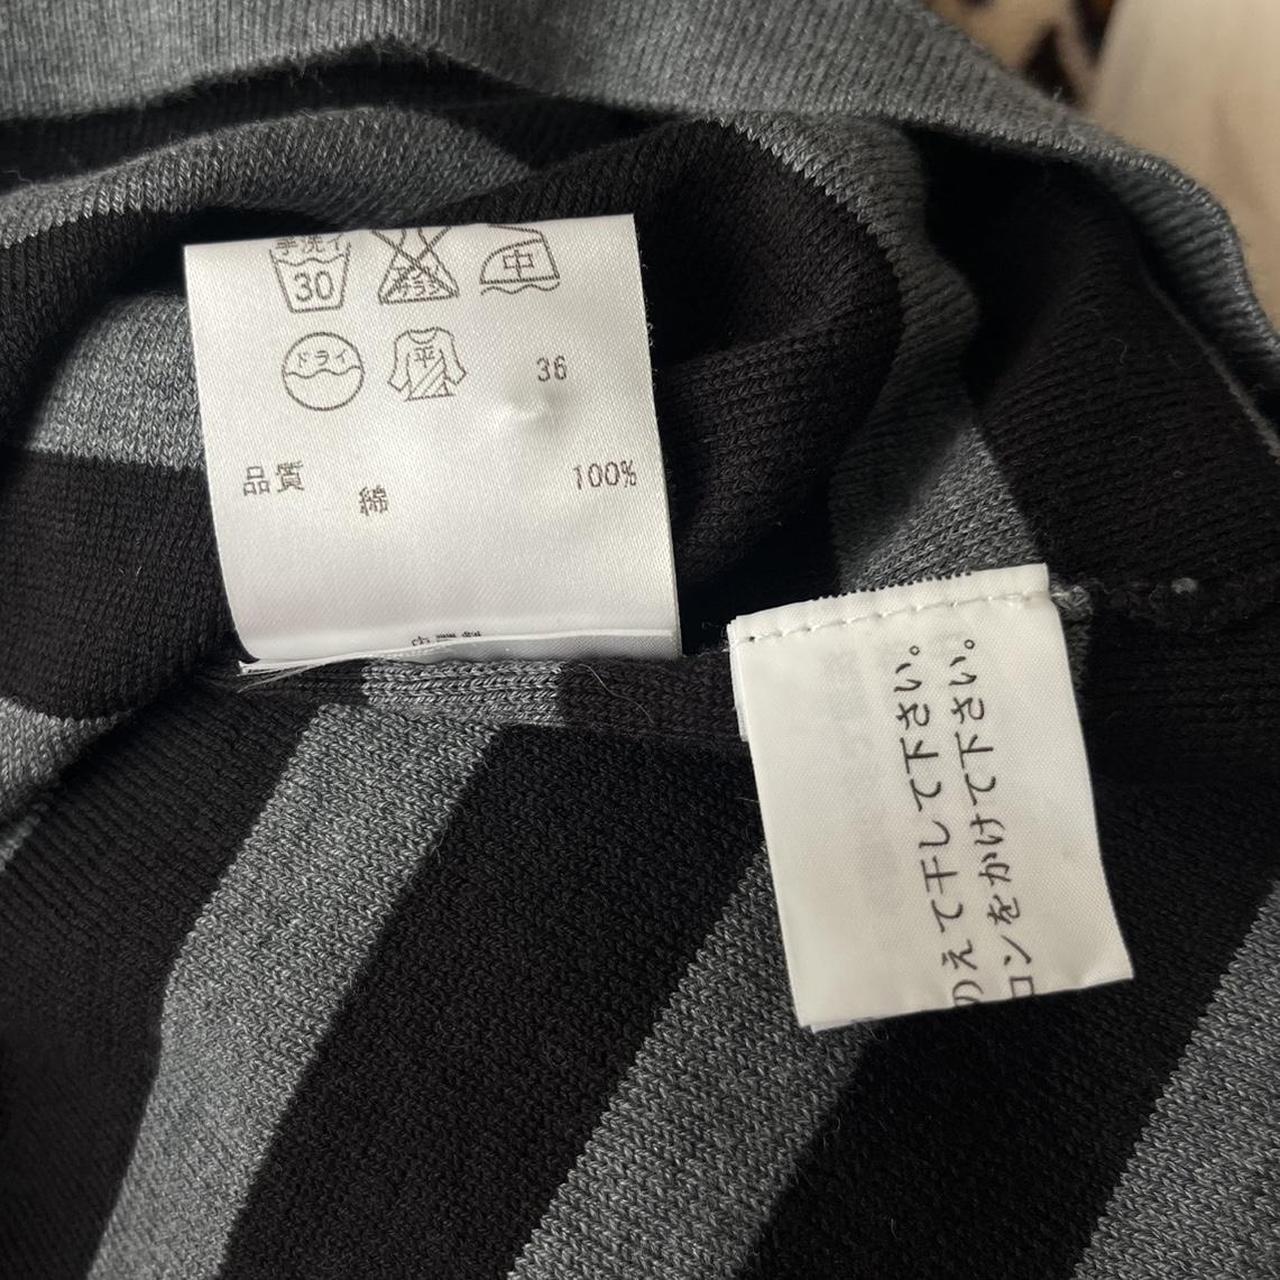 手洗イ
30
中
ドライ
平
36
品質
綿
100%
のえて干して下さい。
ロンをかけて下さい。